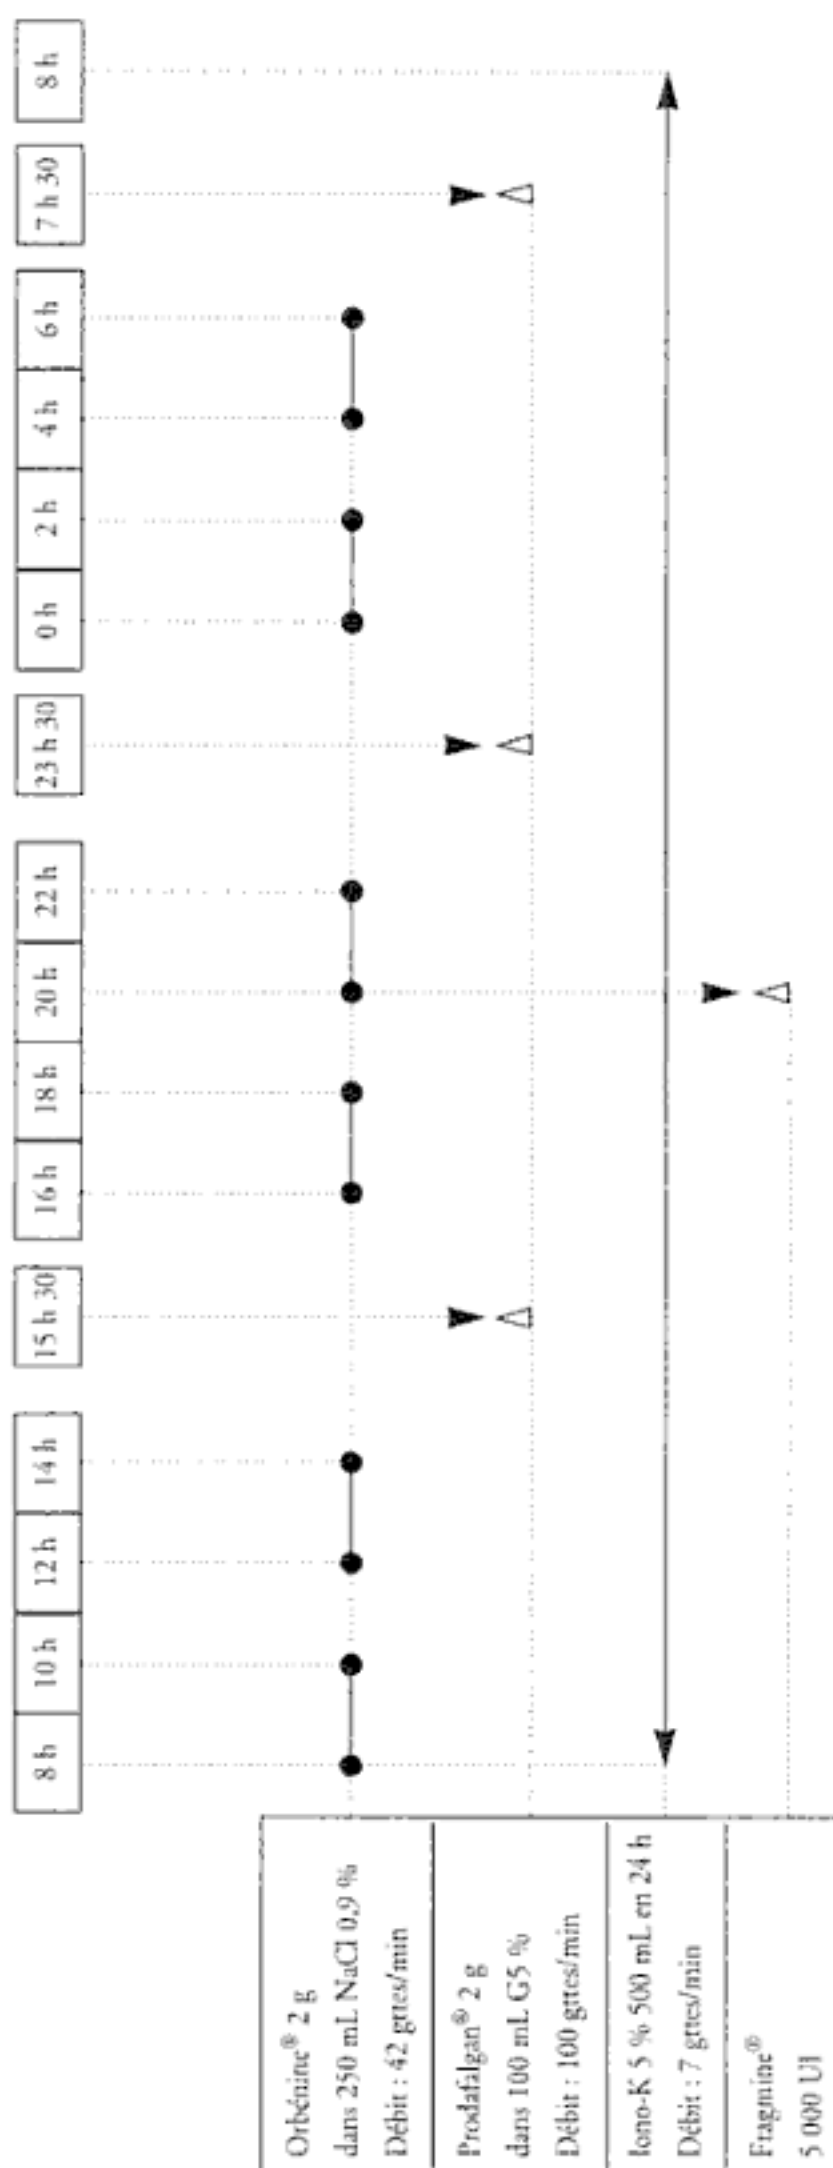 8 h
10 h
12 h
14 h
15 h 30
16 h
18 h
20 h
22 h
23 h 30
0 h
2 h
4 h
6 h
7 h 30
8 h
Orbénine® 2 g
dans 250 mL NaCl 0,9 %
Débit : 42 gttes/min
Prodafalgan® 2 g
dans 100 mL G5 %
Débit : 100 gttes/min
Iono-K 5 % 500 mL en 24 h
Débit : 7 gttes/min
Fragmine®
5 000 UI